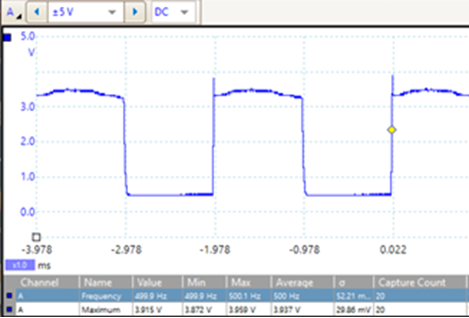 A ±5 V DC
5.0
V
3.0
2.0
1.0
0.0
-3.978 -2.978 -1.978 -0.978 0.022
x1.0 ms
Channel Name Value Min Max Average σ Capture Count
A Frequency 499.9 Hz 499.9 Hz 500.1 Hz 500 Hz 52.21 m... 20
A Maximum 3.915 V 3.872 V 3.959 V 3.937 V 29.86 mV 20